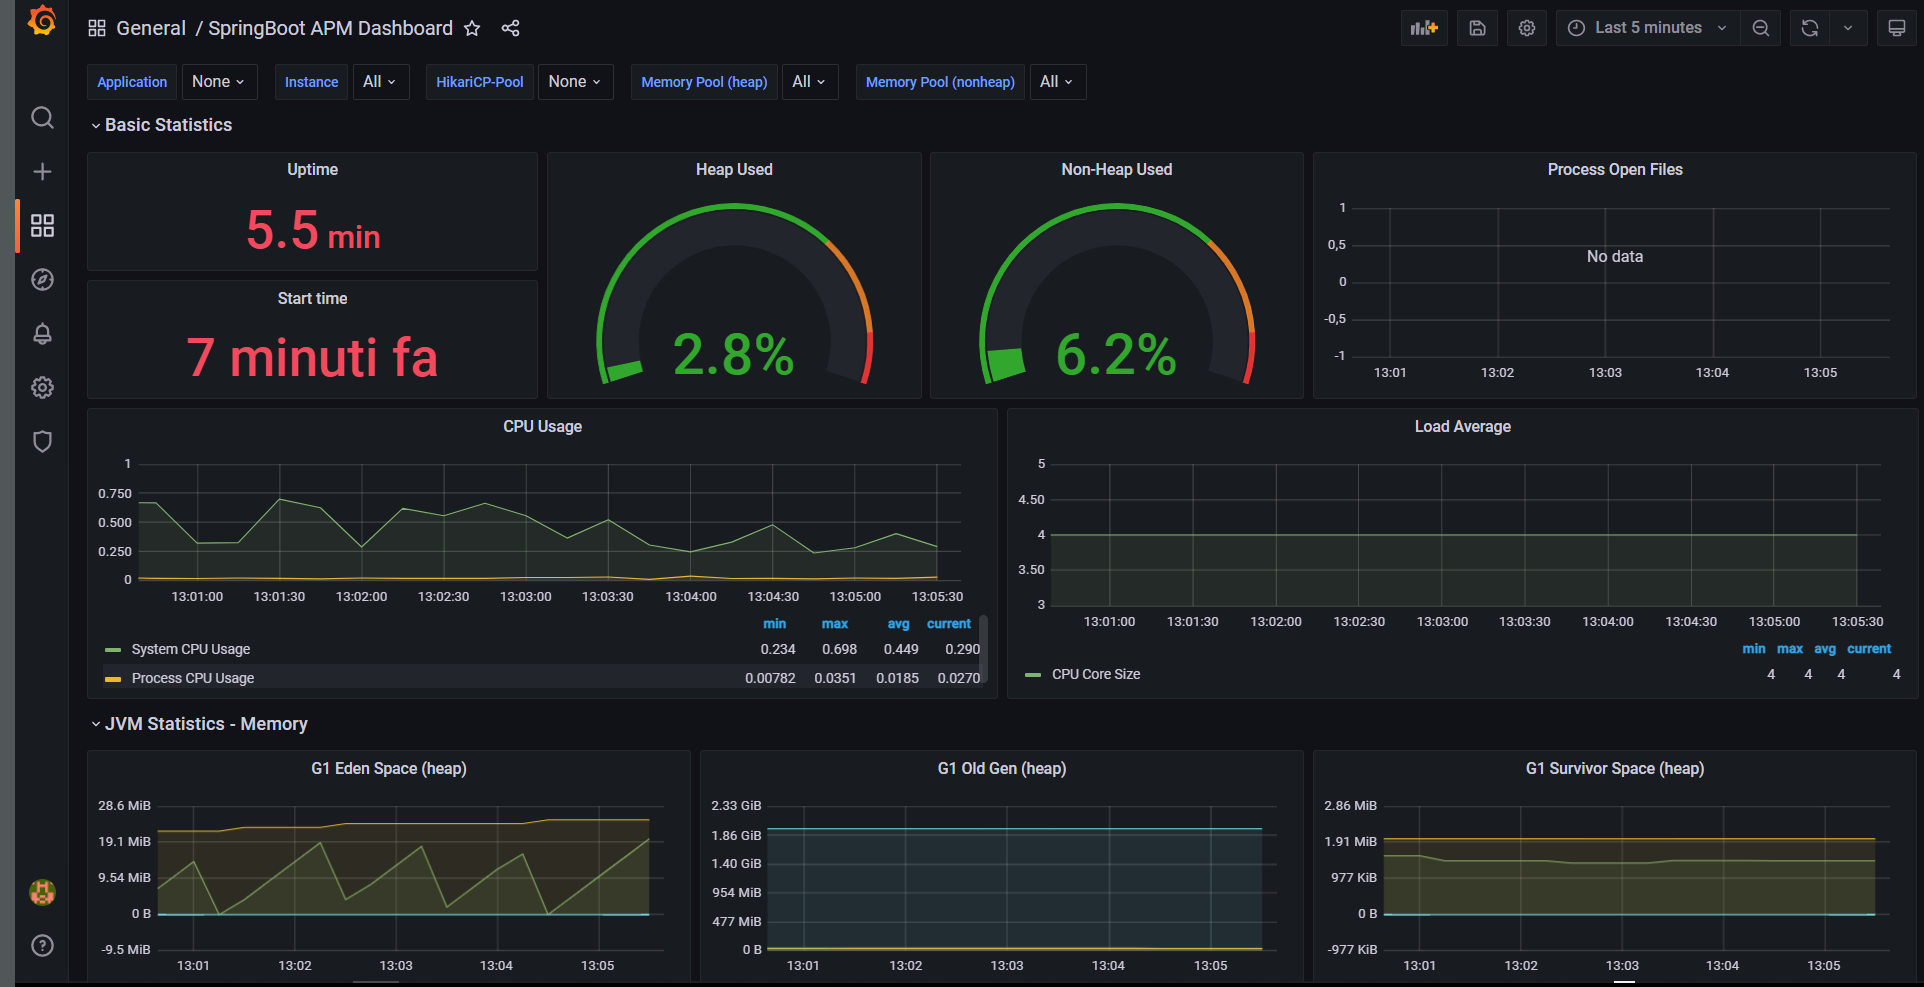 General / SpringBoot APM Dashboard
Last 5 minutes
Application None Instance All HikariCP-Pool None Memory Pool (heap) All Memory Pool (nonheap) All
Basic Statistics
Uptime
5.5 min
Start time
7 minuti fa
Heap Used
2.8%
Non-Heap Used
6.2%
Process Open Files
1
0,5
0
-0,5
-1
No data
13:01 13:02 13:03 13:04 13:05
CPU Usage
1
0.750
0.500
0.250
0
13:01:00 13:01:30 13:02:00 13:02:30 13:03:00 13:03:30 13:04:00 13:04:30 13:05:00 13:05:30
min max avg current
System CPU Usage 0.234 0.698 0.449 0.290
Process CPU Usage 0.00782 0.0351 0.0185 0.0270
Load Average
5
4.50
4
3.50
3
13:01:00 13:01:30 13:02:00 13:02:30 13:03:00 13:03:30 13:04:00 13:04:30 13:05:00 13:05:30
min max avg current
CPU Core Size 4 4 4 4
JVM Statistics - Memory
G1 Eden Space (heap)
28.6 MiB
19.1 MiB
9.54 MiB
0 B
-9.5 MiB
13:01 13:02 13:03 13:04 13:05
G1 Old Gen (heap)
2.33 GiB
1.86 GiB
1.40 GiB
954 MiB
477 MiB
0 B
13:01 13:02 13:03 13:04 13:05
G1 Survivor Space (heap)
2.86 MiB
1.91 MiB
977 KiB
0 B
-977 KiB
13:01 13:02 13:03 13:04 13:05